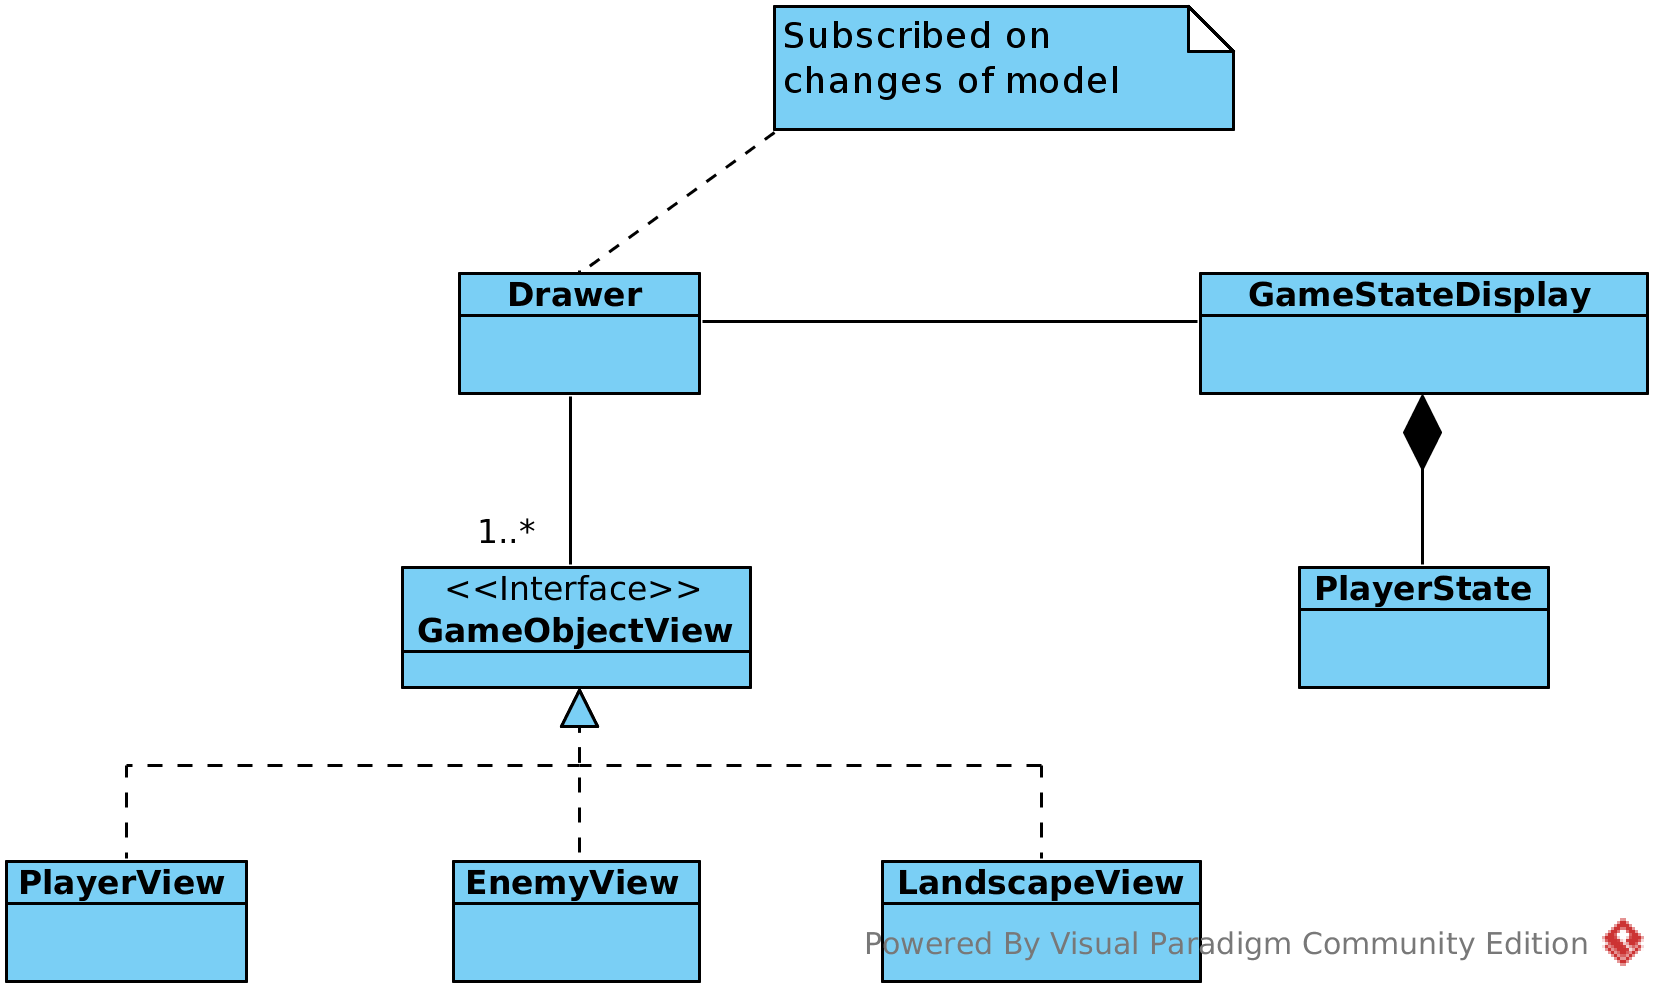 Subscribed on
changes of model
Drawer
GameStateDisplay
1..*
<<Interface>>
GameObjectView
PlayerState
PlayerView
EnemyView
LandscapeView
Powered By Visual Paradigm Community Edition